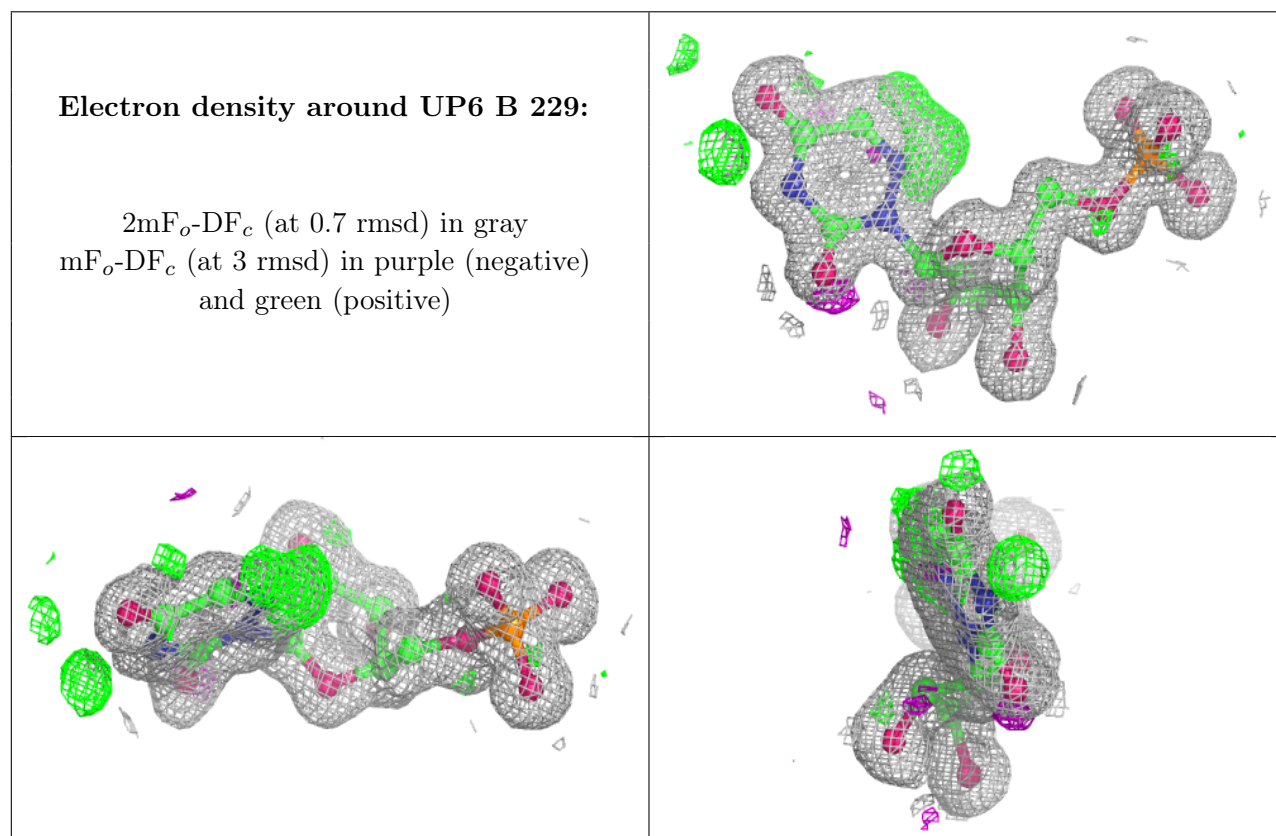 Electron density around UP6 B 229:
2mFo-DFc (at 0.7 rmsd) in gray
mFo-DFc (at 3 rmsd) in purple (negative)
and green (positive)